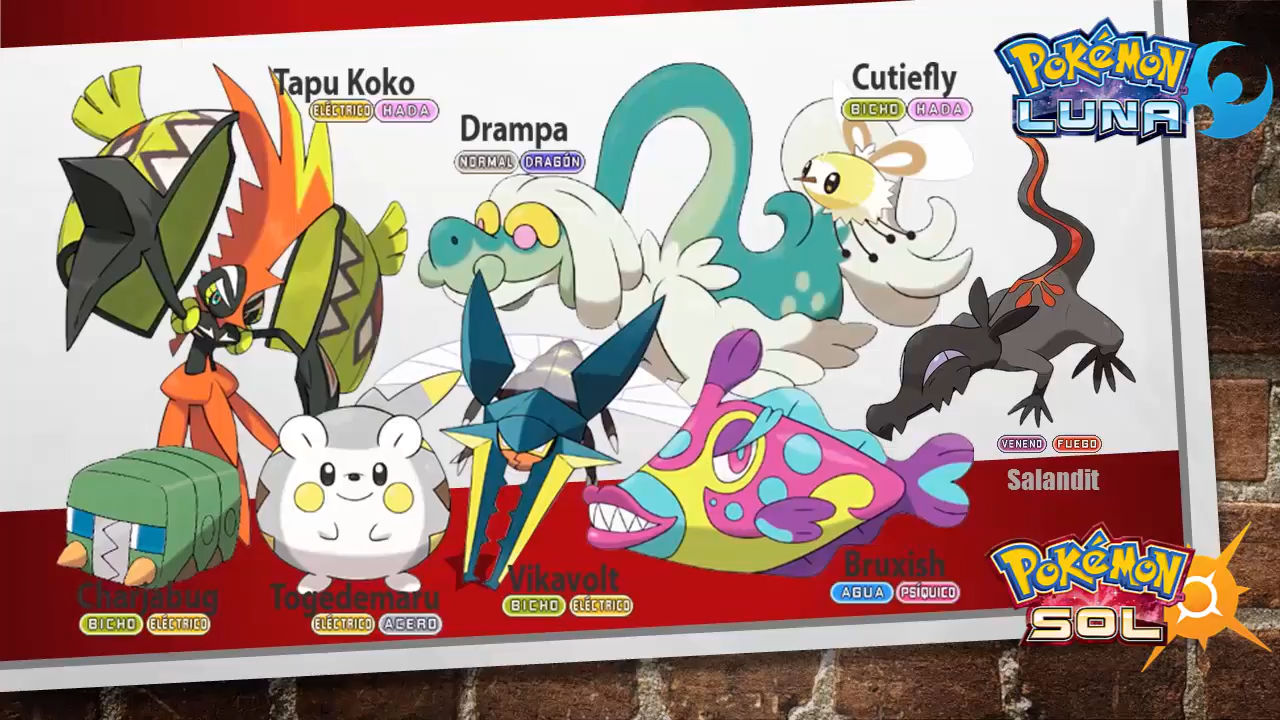 Tapu Koko
ELÉCTRICO HADA
Drampa
NORMAL DRAGÓN
Cutiefly
BICHO HADA
POKéMON
LUNA
VENENO FUEGO
Salandit
Charjabug
BICHO ELÉCTRICO
Togedemaru
ELÉCTRICO ACERO
Vikavolt
BICHO ELÉCTRICO
Bruxish
AGUA PSÍQUICO
POKéMON
SOL